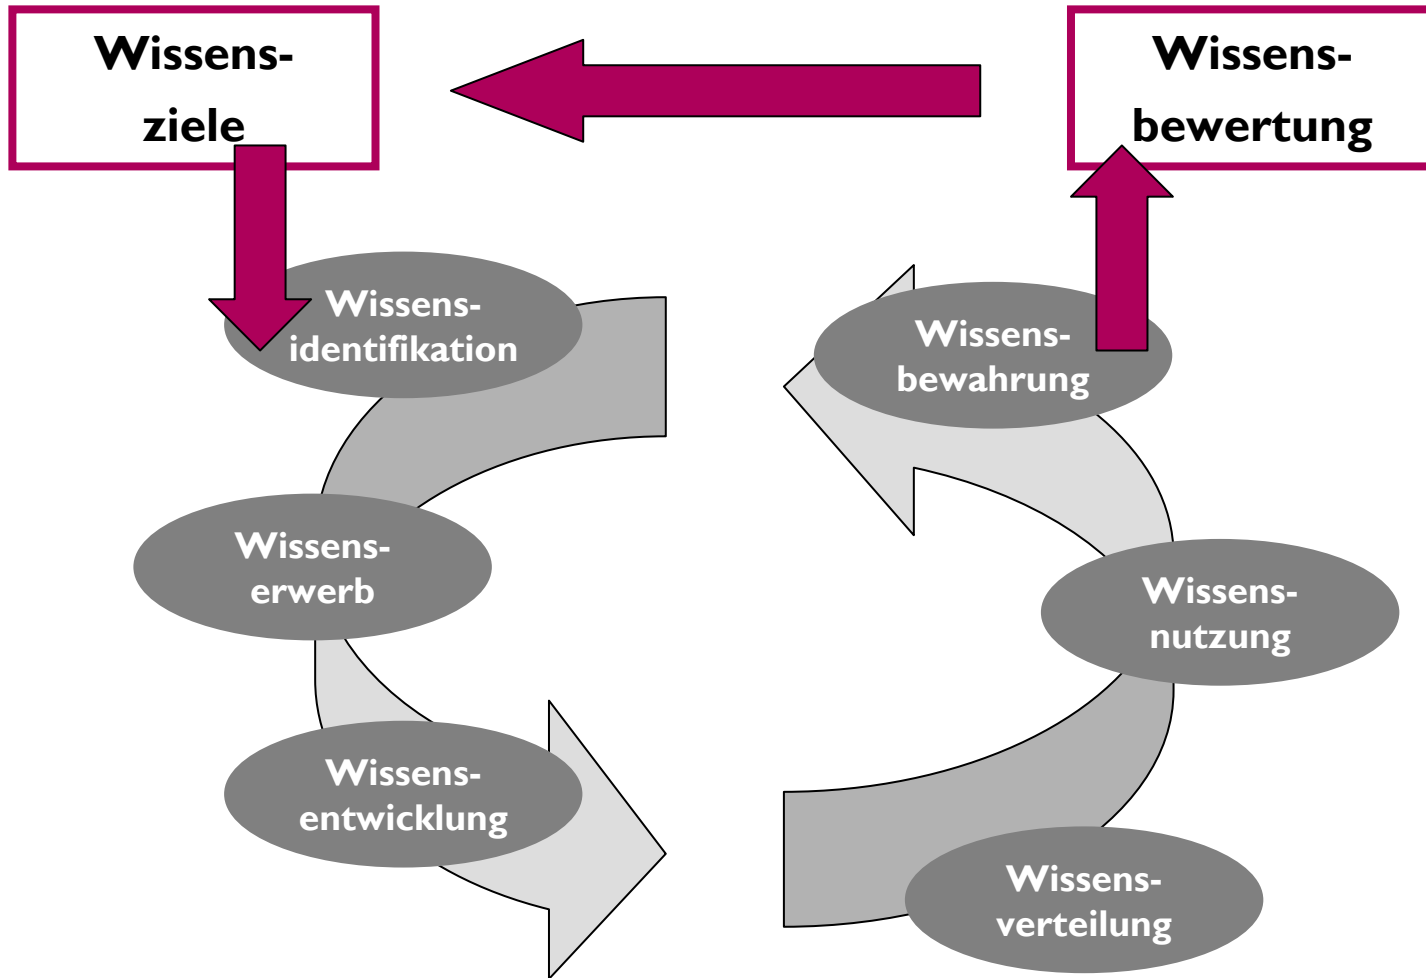 Wissens-
ziele
Wissens-
bewertung
Wissens-
identifikation
Wissens-
bewahrung
Wissens-
erwerb
Wissens-
nutzung
Wissens-
entwicklung
Wissens-
verteilung